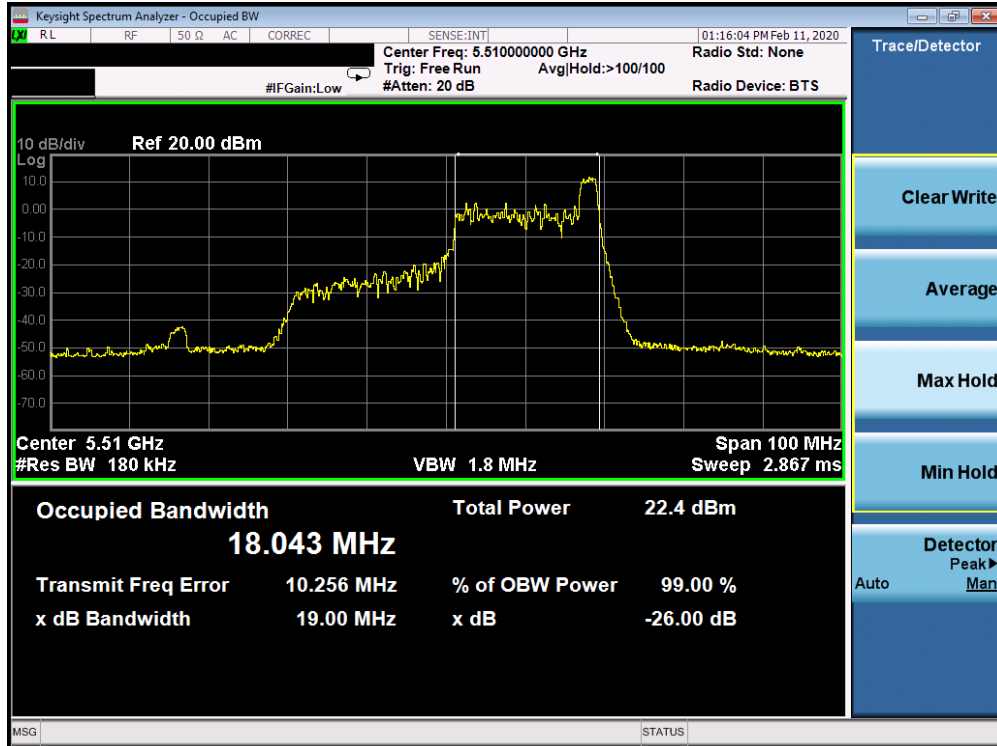 Keysight Spectrum Analyzer - Occupied BW
LXI RL RF 50 Ω AC CORREC SENSE:INT 01:16:04 PM Feb 11, 2020
Center Freq: 5.510000000 GHz Radio Std: None
Trig: Free Run Avg|Hold:>100/100
#IFGain:Low #Atten: 20 dB Radio Device: BTS
Trace/Detector
10 dB/div Ref 20.00 dBm
Log
10.0
0.00
-10.0
-20.0
-30.0
-40.0
-50.0
-60.0
-70.0
Center 5.51 GHz Span 100 MHz
#Res BW 180 kHz VBW 1.8 MHz Sweep 2.867 ms
Occupied Bandwidth Total Power 22.4 dBm
18.043 MHz
Transmit Freq Error 10.256 MHz % of OBW Power 99.00 %
x dB Bandwidth 19.00 MHz x dB -26.00 dB
Clear Write
Average
Max Hold
Min Hold
Detector
Peak▶
Auto Man
MSG STATUS